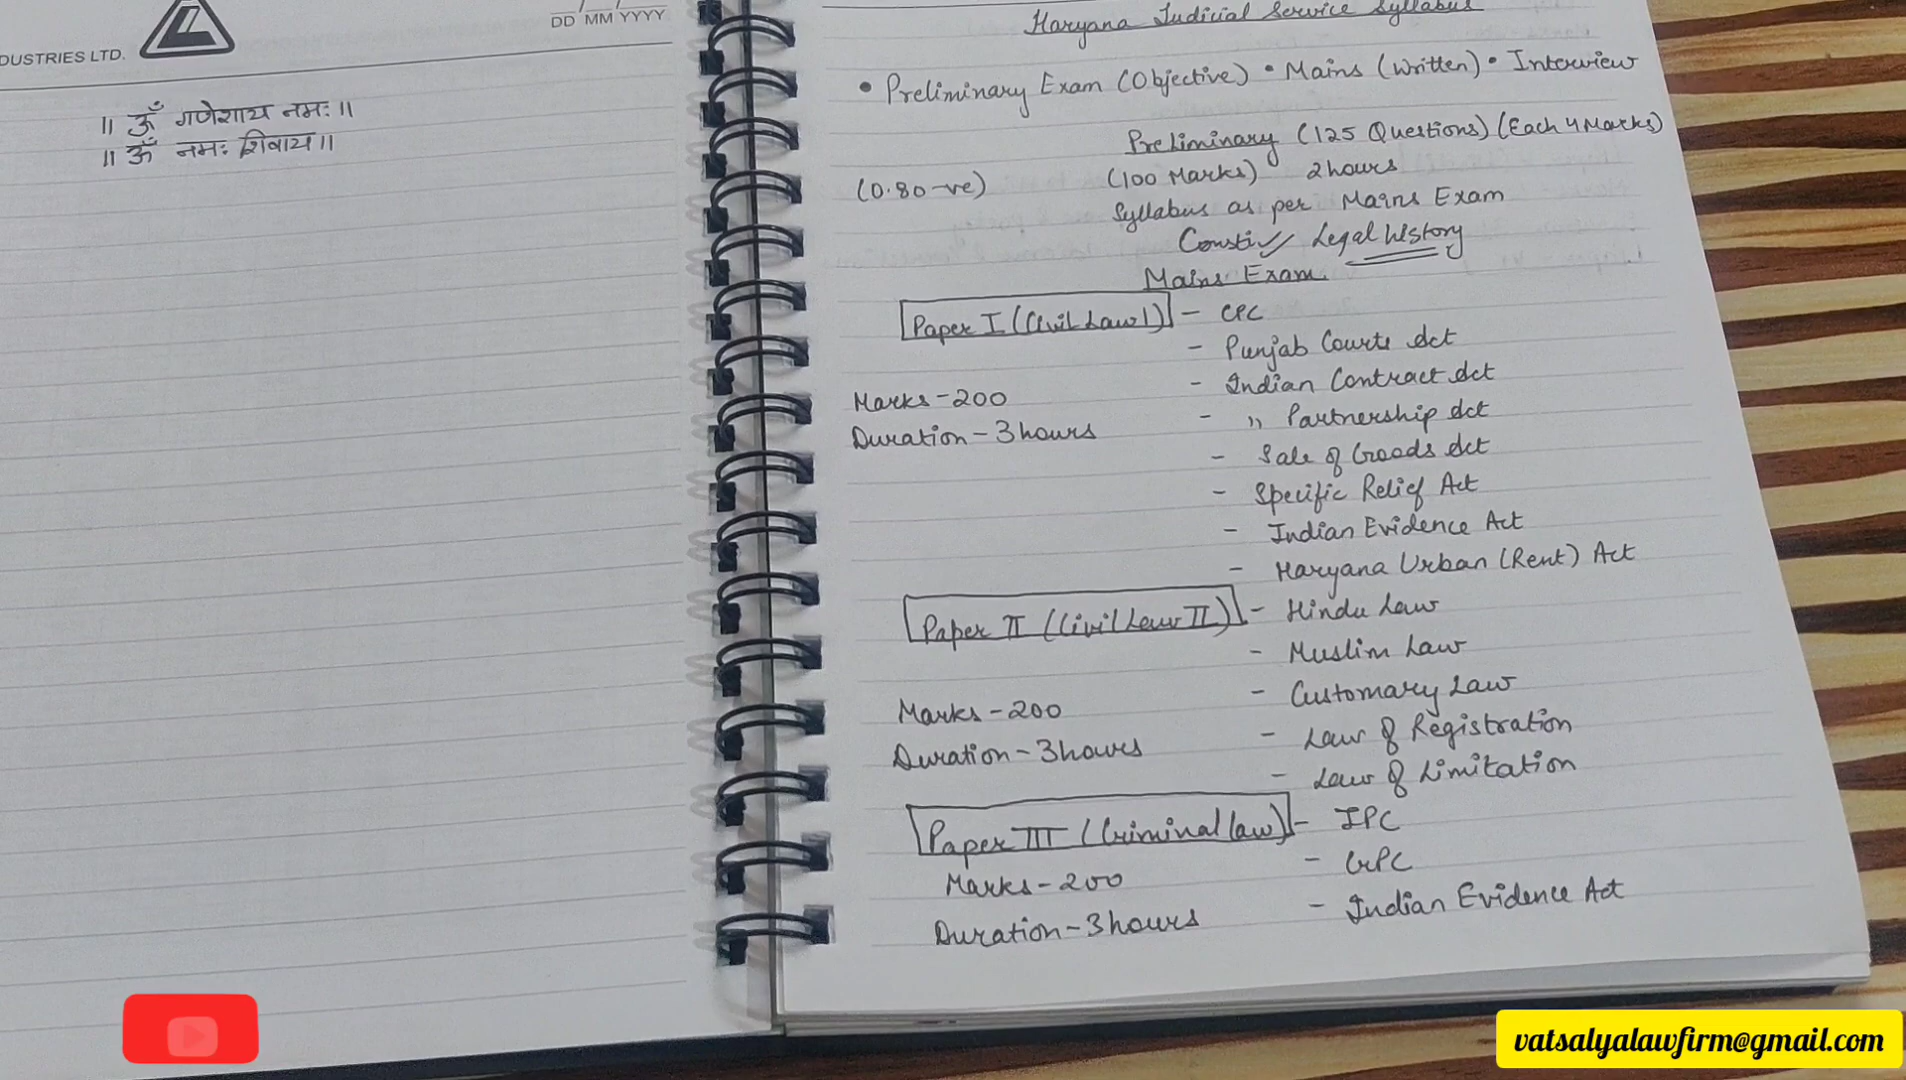 DUSTRIES LTD.
DD MM YYYY
|| ॐ गणेशाय नमः ||
|| ॐ नमः शिवाय ||
Haryana Judicial Service Syllabus
• Preliminary Exam (Objective) • Mains (Written) • Interview
Preliminary (125 Questions) (Each 4 Marks)
(0.80-ve) (100 Marks) 2 hours
Syllabus as per Mains Exam
Consti Legal history
Mains Exam
Paper I (Civil Law I) - CPC
- Punjab Courts Act
- Indian Contract Act
Marks - 200
- " Partnership Act
Duration - 3 hours
- Sale of Goods Act
- Specific Relief Act
- Indian Evidence Act
- Haryana Urban (Rent) Act
Paper II (Civil Law II) - Hindu Law
- Muslim Law
- Customary Law
Marks - 200
- Law of Registration
Duration - 3 hours
- Law of Limitation
Paper III (Criminal Law) - IPC
- CrPC
Marks - 200
- Indian Evidence Act
Duration - 3 hours
vatsalyalawfirm@gmail.com